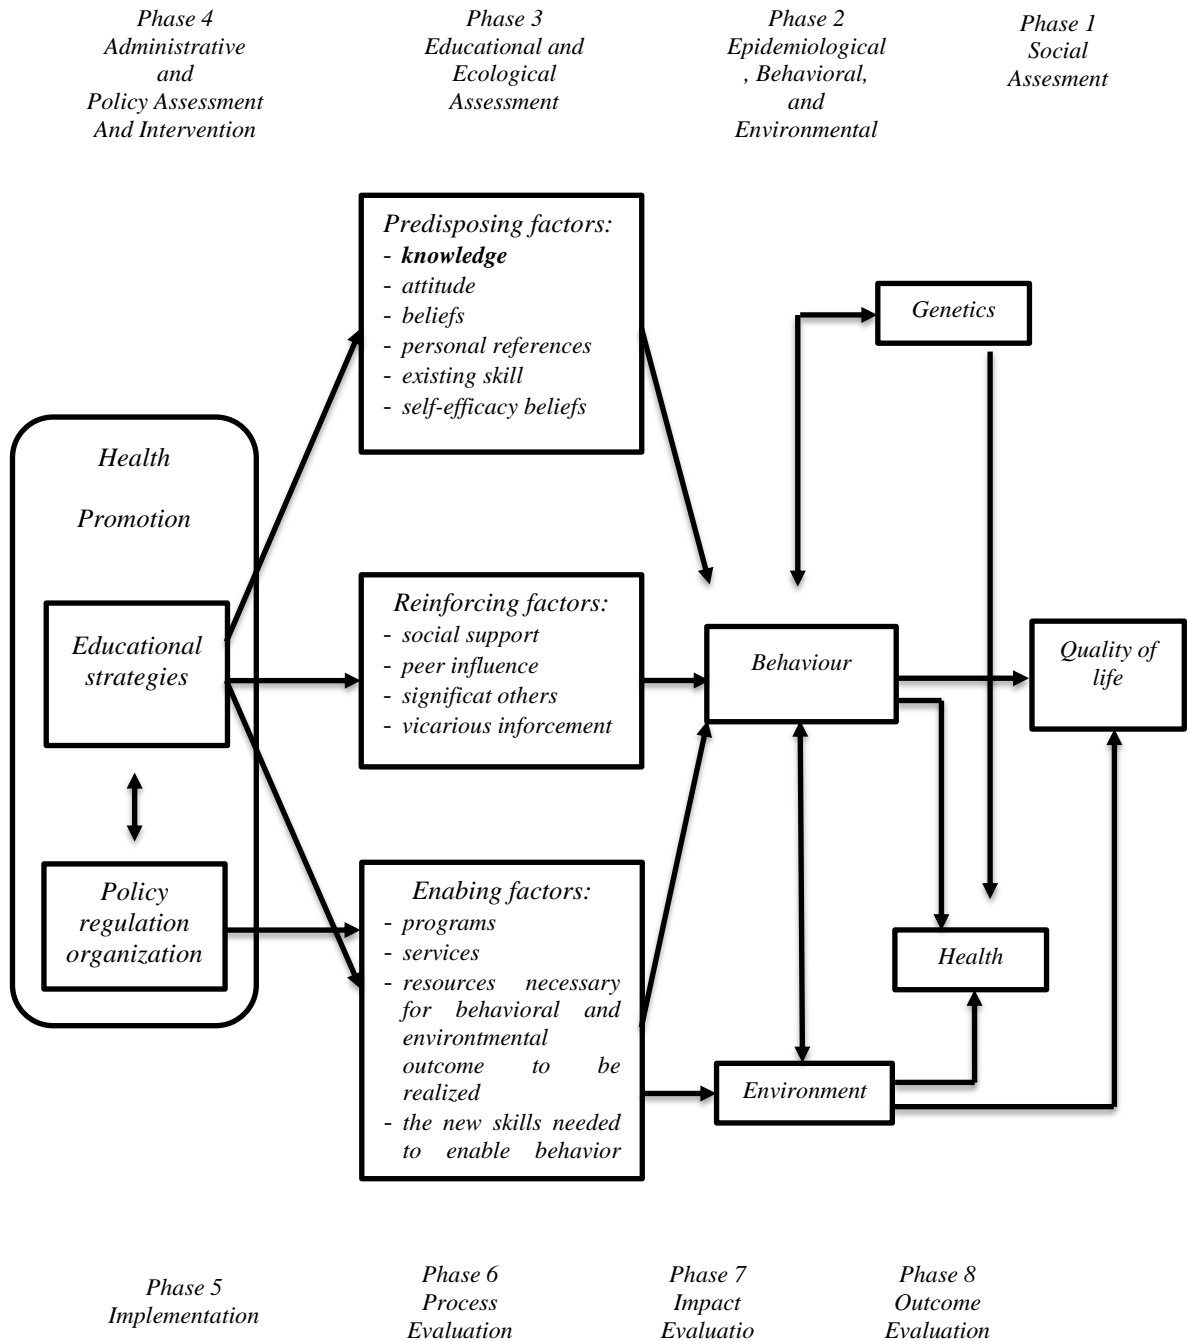 Phase 4
Administrative
and
Policy Assessment
And Intervention
Phase 3
Educational and
Ecological
Assessment
Phase 2
Epidemiological
, Behavioral,
and
Environmental
Phase 1
Social
Assesment
Predisposing factors:
- knowledge
- attitude
- beliefs
- personal references
- existing skill
- self-efficacy beliefs
Genetics
Health
Promotion
Educational
strategies
Reinforcing factors:
- social support
- peer influence
- significat others
- vicarious inforcement
Behaviour
Quality of
life
Policy
regulation
organization
Enabing factors:
- programs
- services
- resources necessary
for behavioral and
environtmental
outcome to be
realized
- the new skills needed
to enable behavior
Health
Environment
Phase 5
Implementation
Phase 6
Process
Evaluation
Phase 7
Impact
Evaluatio
Phase 8
Outcome
Evaluation